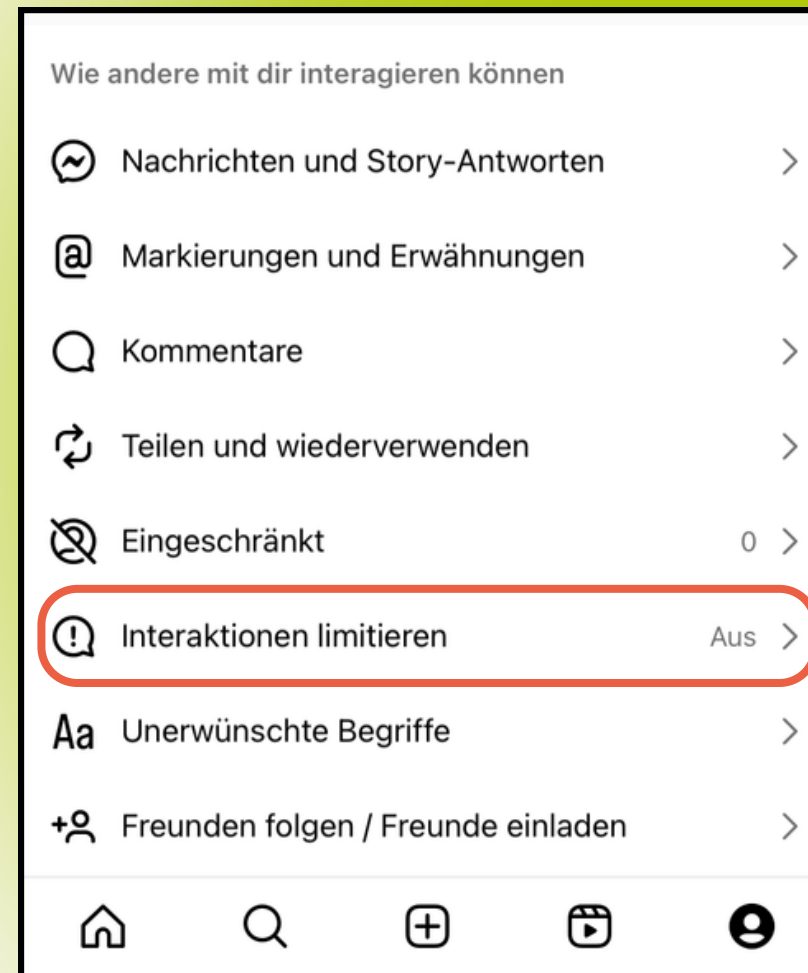 Wie andere mit dir interagieren können
Nachrichten und Story-Antworten
Markierungen und Erwähnungen
Kommentare
Teilen und wiederverwenden
Eingeschränkt 0
Interaktionen limitieren Aus
Aa Unerwünschte Begriffe
Freunden folgen / Freunde einladen